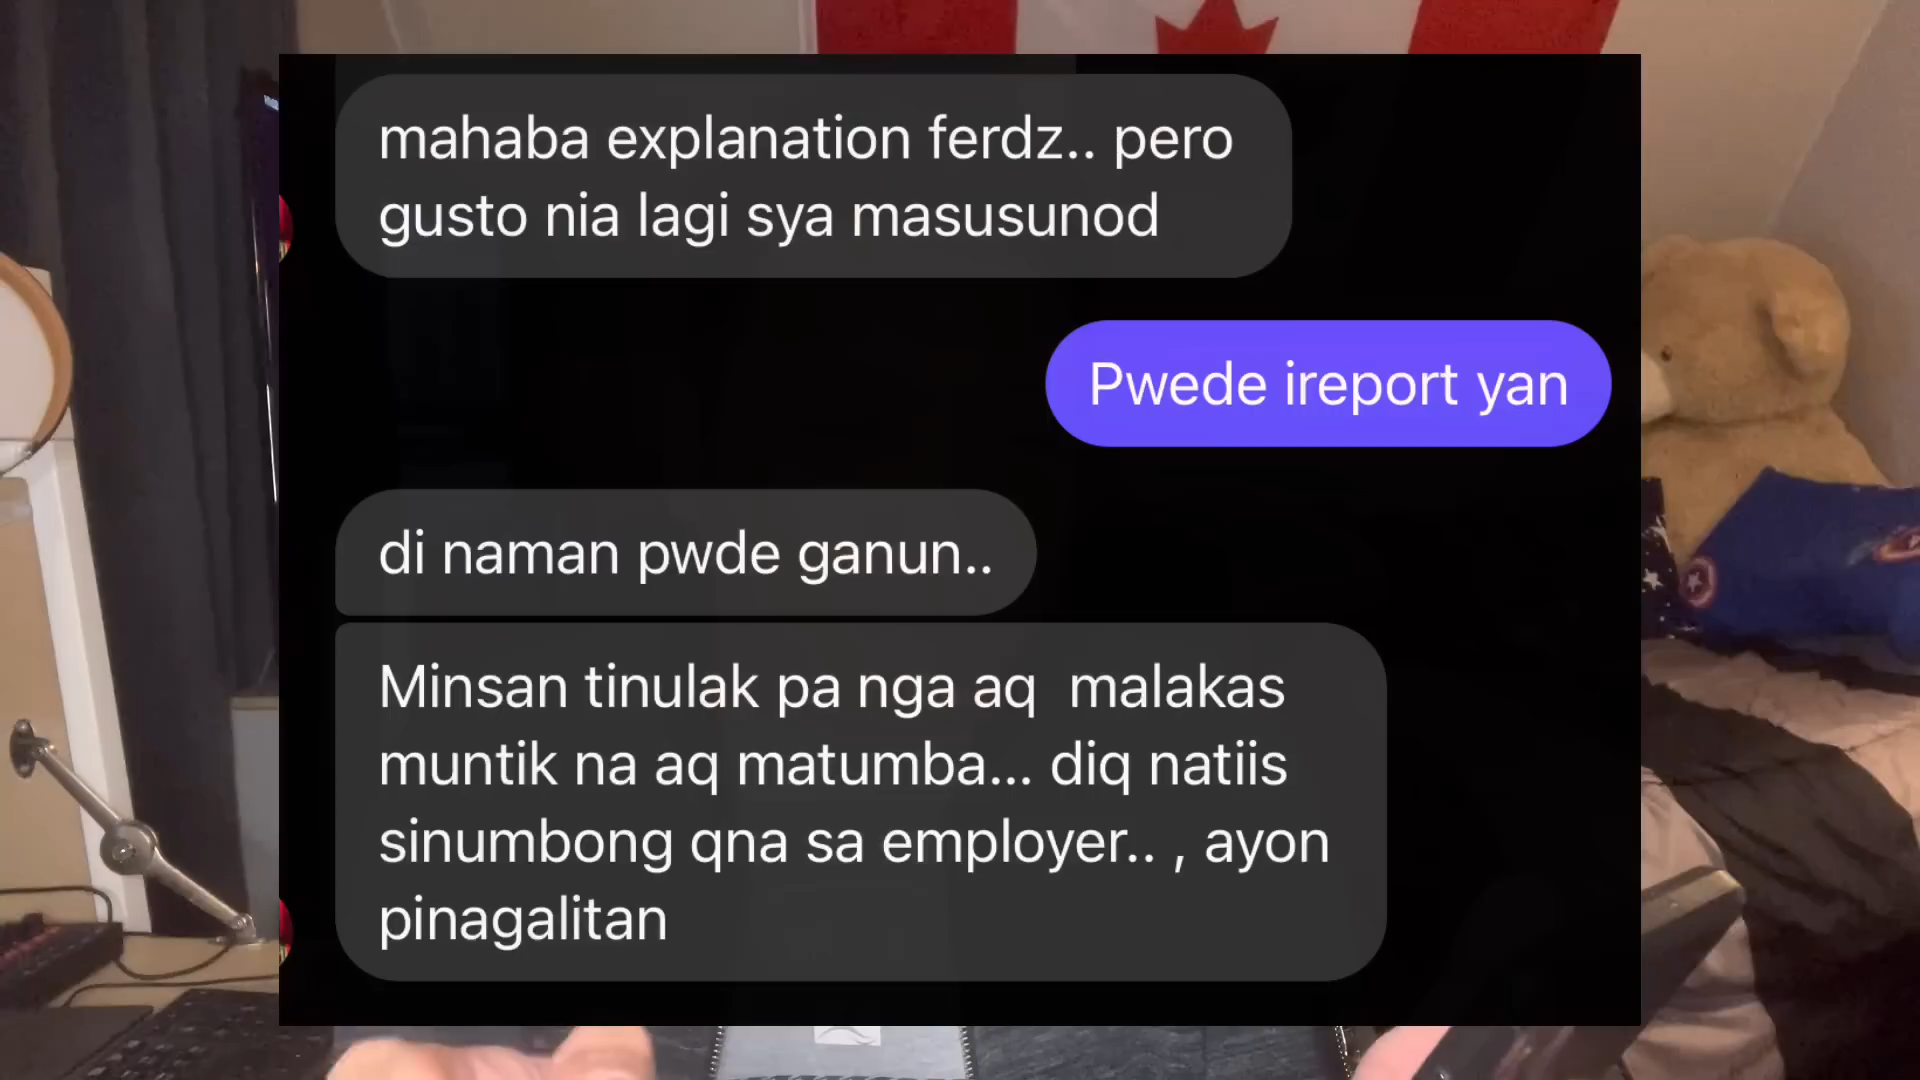 mahaba explanation ferdz.. pero
gusto nia lagi sya masusunod
Pwede ireport yan
di naman pwde ganun..
Minsan tinulak pa nga aq malakas
muntik na aq matumba... diq natiis
sinumbong qna sa employer.. , ayon
pinagalitan